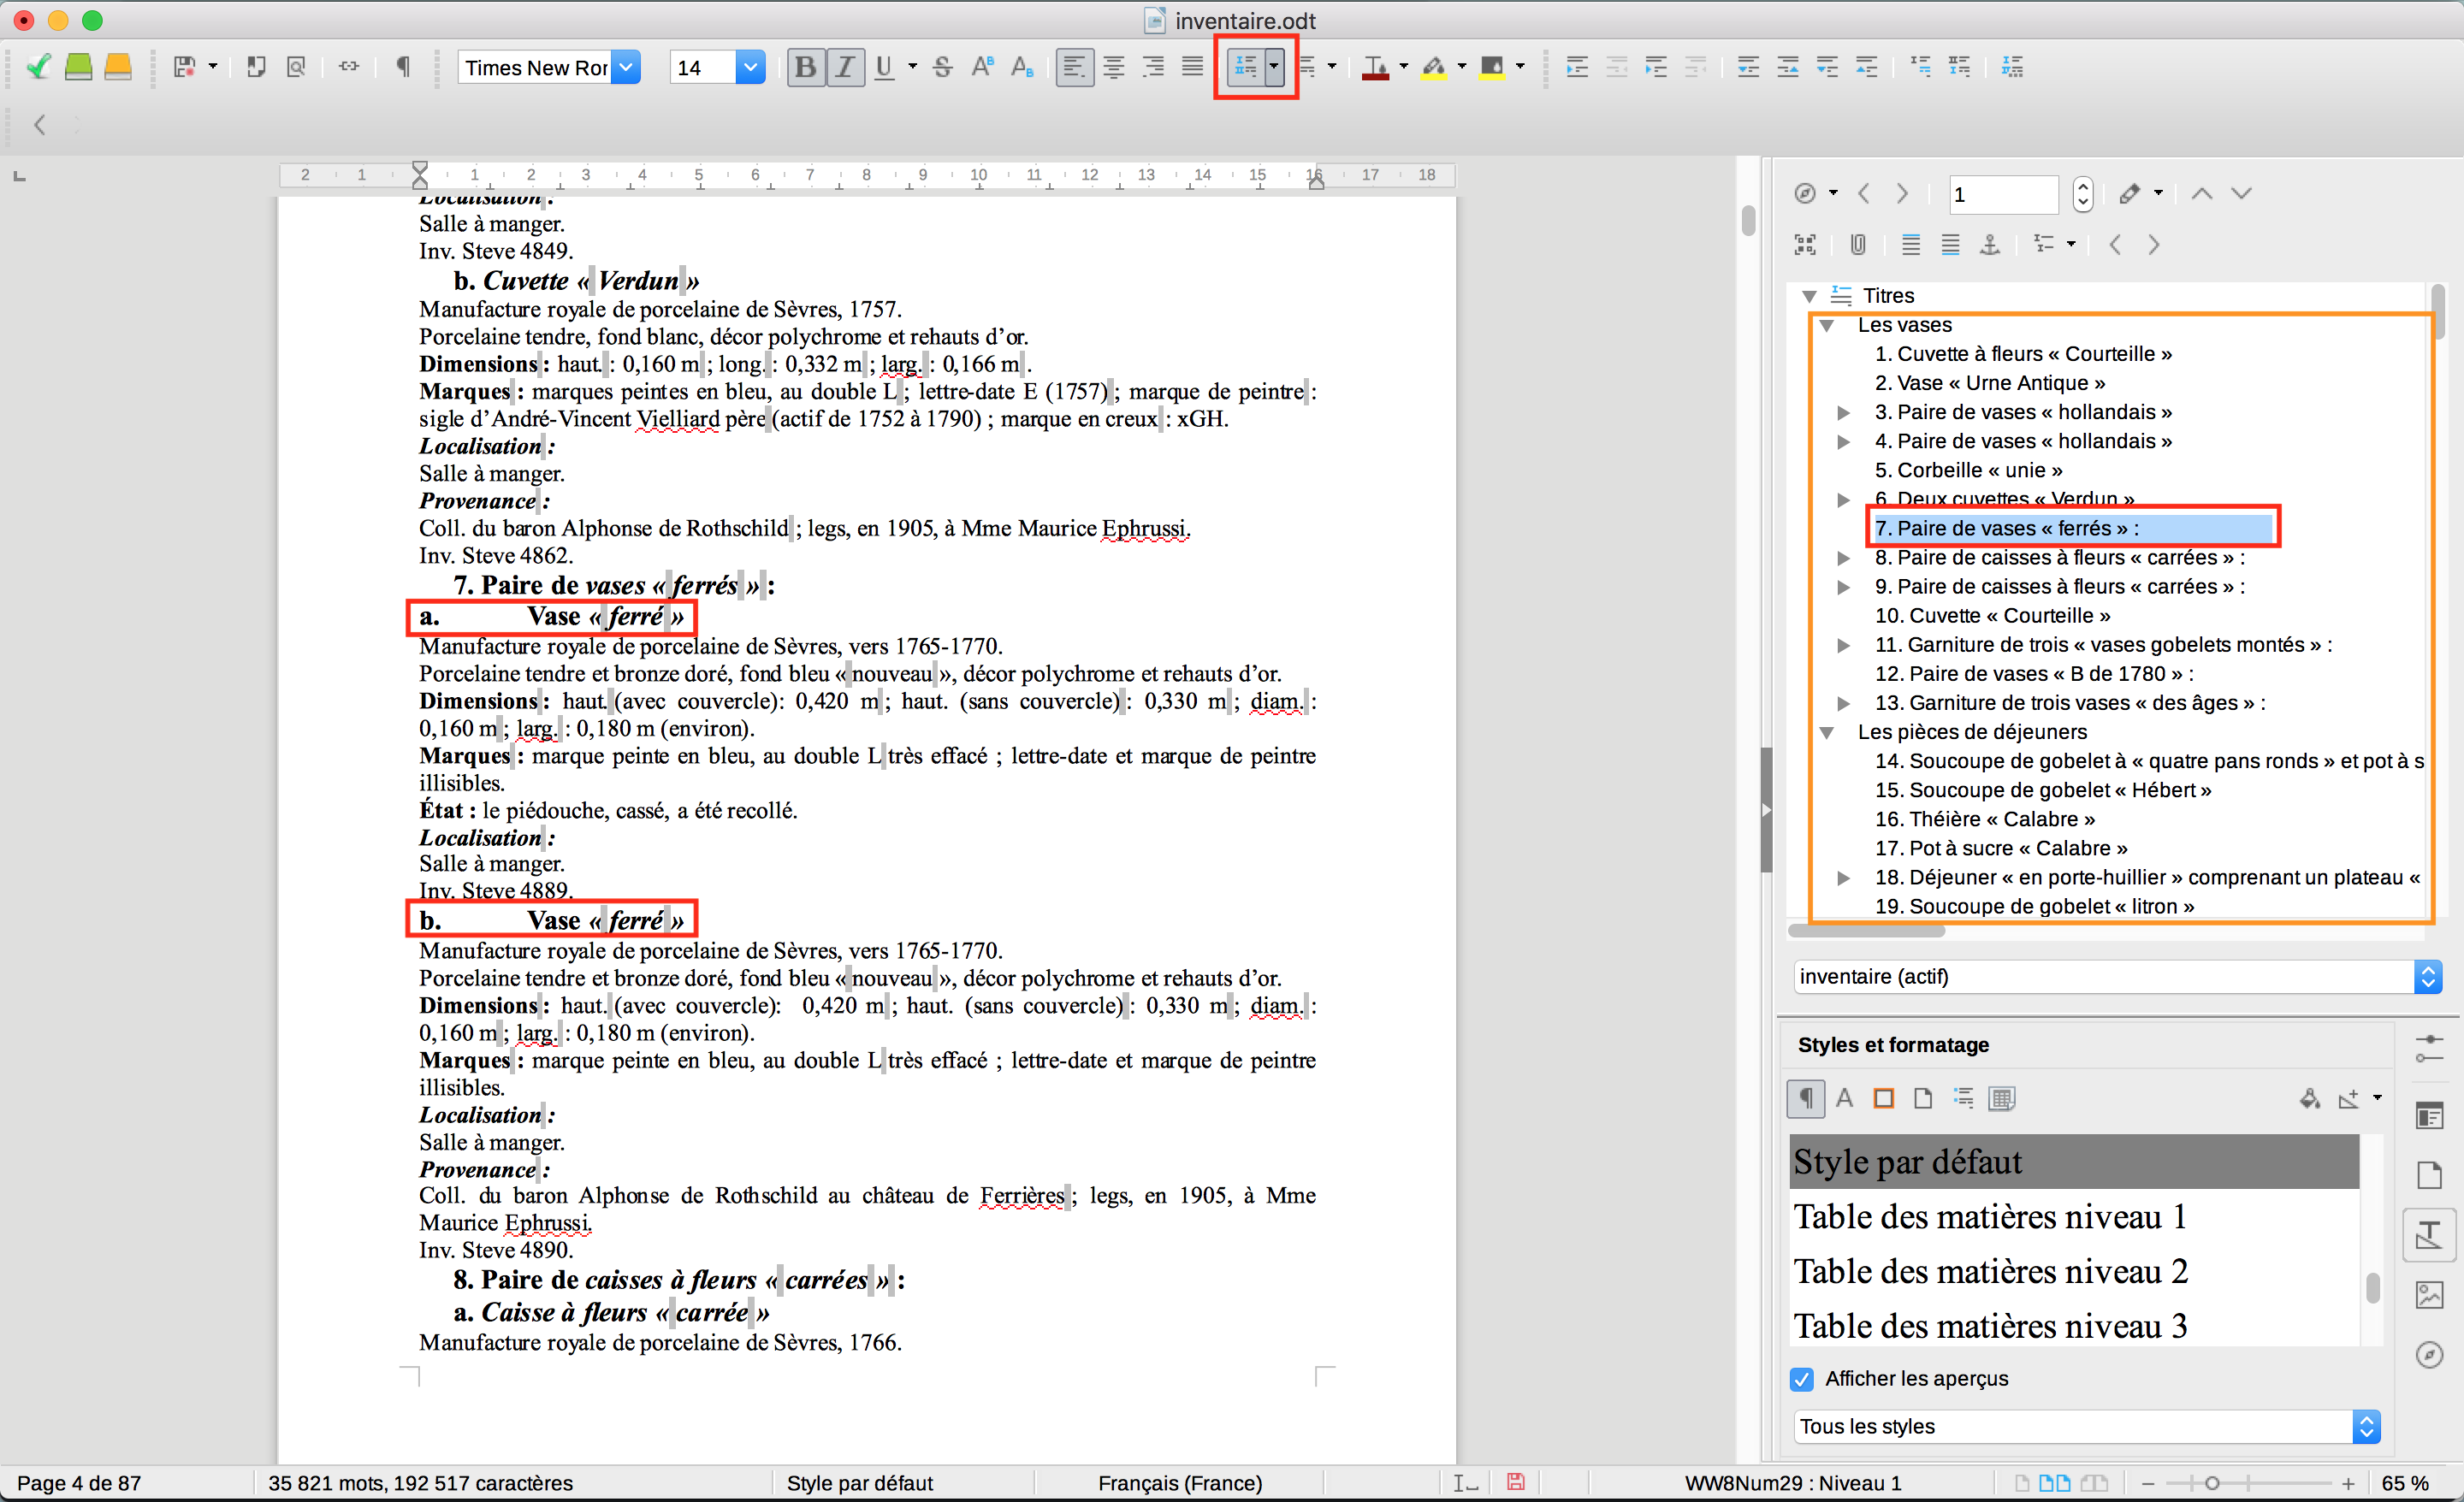 inventaire.odt
Times New Ror
14
2 1 1 2 3 4 5 6 7 8 9 10 11 12 13 14 15 16 17 18
Localisation :
Salle à manger.
Inv. Steve 4849.
b. Cuvette « Verdun »
Manufacture royale de porcelaine de Sèvres, 1757.
Porcelaine tendre, fond blanc, décor polychrome et rehauts d’or.
Dimensions : haut. : 0,160 m ; long. : 0,332 m ; larg. : 0,166 m .
Marques : marques peintes en bleu, au double L ; lettre-date E (1757) ; marque de peintre :
sigle d’André-Vincent Vielliard père (actif de 1752 à 1790) ; marque en creux : xGH.
Localisation :
Salle à manger.
Provenance :
Coll. du baron Alphonse de Rothschild ; legs, en 1905, à Mme Maurice Ephrussi.
Inv. Steve 4862.
7. Paire de vases « ferrés » :
a. Vase « ferré »
Manufacture royale de porcelaine de Sèvres, vers 1765-1770.
Porcelaine tendre et bronze doré, fond bleu « nouveau », décor polychrome et rehauts d’or.
Dimensions : haut. (avec couvercle): 0,420 m ; haut. (sans couvercle) : 0,330 m ; diam. :
0,160 m ; larg. : 0,180 m (environ).
Marques : marque peinte en bleu, au double L très effacé ; lettre-date et marque de peintre
illisibles.
État : le piédouche, cassé, a été recollé.
Localisation :
Salle à manger.
Inv. Steve 4889.
b. Vase « ferré »
Manufacture royale de porcelaine de Sèvres, vers 1765-1770.
Porcelaine tendre et bronze doré, fond bleu « nouveau », décor polychrome et rehauts d’or.
Dimensions : haut. (avec couvercle): 0,420 m ; haut. (sans couvercle) : 0,330 m ; diam. :
0,160 m ; larg. : 0,180 m (environ).
Marques : marque peinte en bleu, au double L très effacé ; lettre-date et marque de peintre
illisibles.
Localisation :
Salle à manger.
Provenance :
Coll. du baron Alphonse de Rothschild au château de Ferrières ; legs, en 1905, à Mme
Maurice Ephrussi.
Inv. Steve 4890.
8. Paire de caisses à fleurs « carrées » :
a. Caisse à fleurs « carrée »
Manufacture royale de porcelaine de Sèvres, 1766.
1
Titres
Les vases
1. Cuvette à fleurs « Courteille »
2. Vase « Urne Antique »
3. Paire de vases « hollandais »
4. Paire de vases « hollandais »
5. Corbeille « unie »
6. Deux cuvettes « Verdun »
7. Paire de vases « ferrés » :
8. Paire de caisses à fleurs « carrées » :
9. Paire de caisses à fleurs « carrées » :
10. Cuvette « Courteille »
11. Garniture de trois « vases gobelets montés » :
12. Paire de vases « B de 1780 » :
13. Garniture de trois vases « des âges » :
Les pièces de déjeuners
14. Soucoupe de gobelet à « quatre pans ronds » et pot à s
15. Soucoupe de gobelet « Hébert »
16. Théière « Calabre »
17. Pot à sucre « Calabre »
18. Déjeuner « en porte-huillier » comprenant un plateau «
19. Soucoupe de gobelet « litron »
inventaire (actif)
Styles et formatage
Style par défaut
Table des matières niveau 1
Table des matières niveau 2
Table des matières niveau 3
Afficher les aperçus
Tous les styles
Page 4 de 87
35 821 mots, 192 517 caractères
Style par défaut
Français (France)
WW8Num29 : Niveau 1
65 %